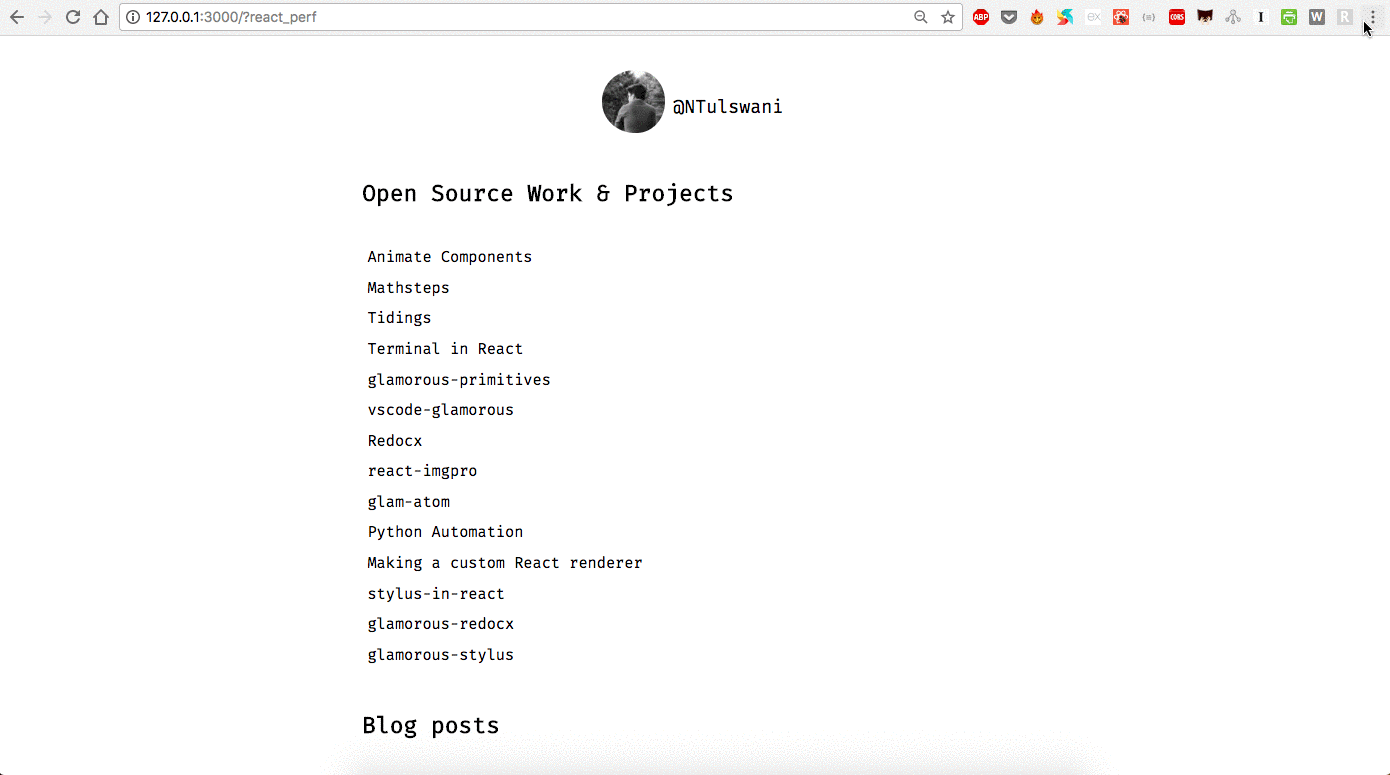 127.0.0.1:3000/?react_perf
ABP
ex
CORS
I
W
R
@NTulswani
Open Source Work & Projects
Animate Components
Mathsteps
Tidings
Terminal in React
glamorous-primitives
vscode-glamorous
Redocx
react-imgpro
glam-atom
Python Automation
Making a custom React renderer
stylus-in-react
glamorous-redocx
glamorous-stylus
Blog posts